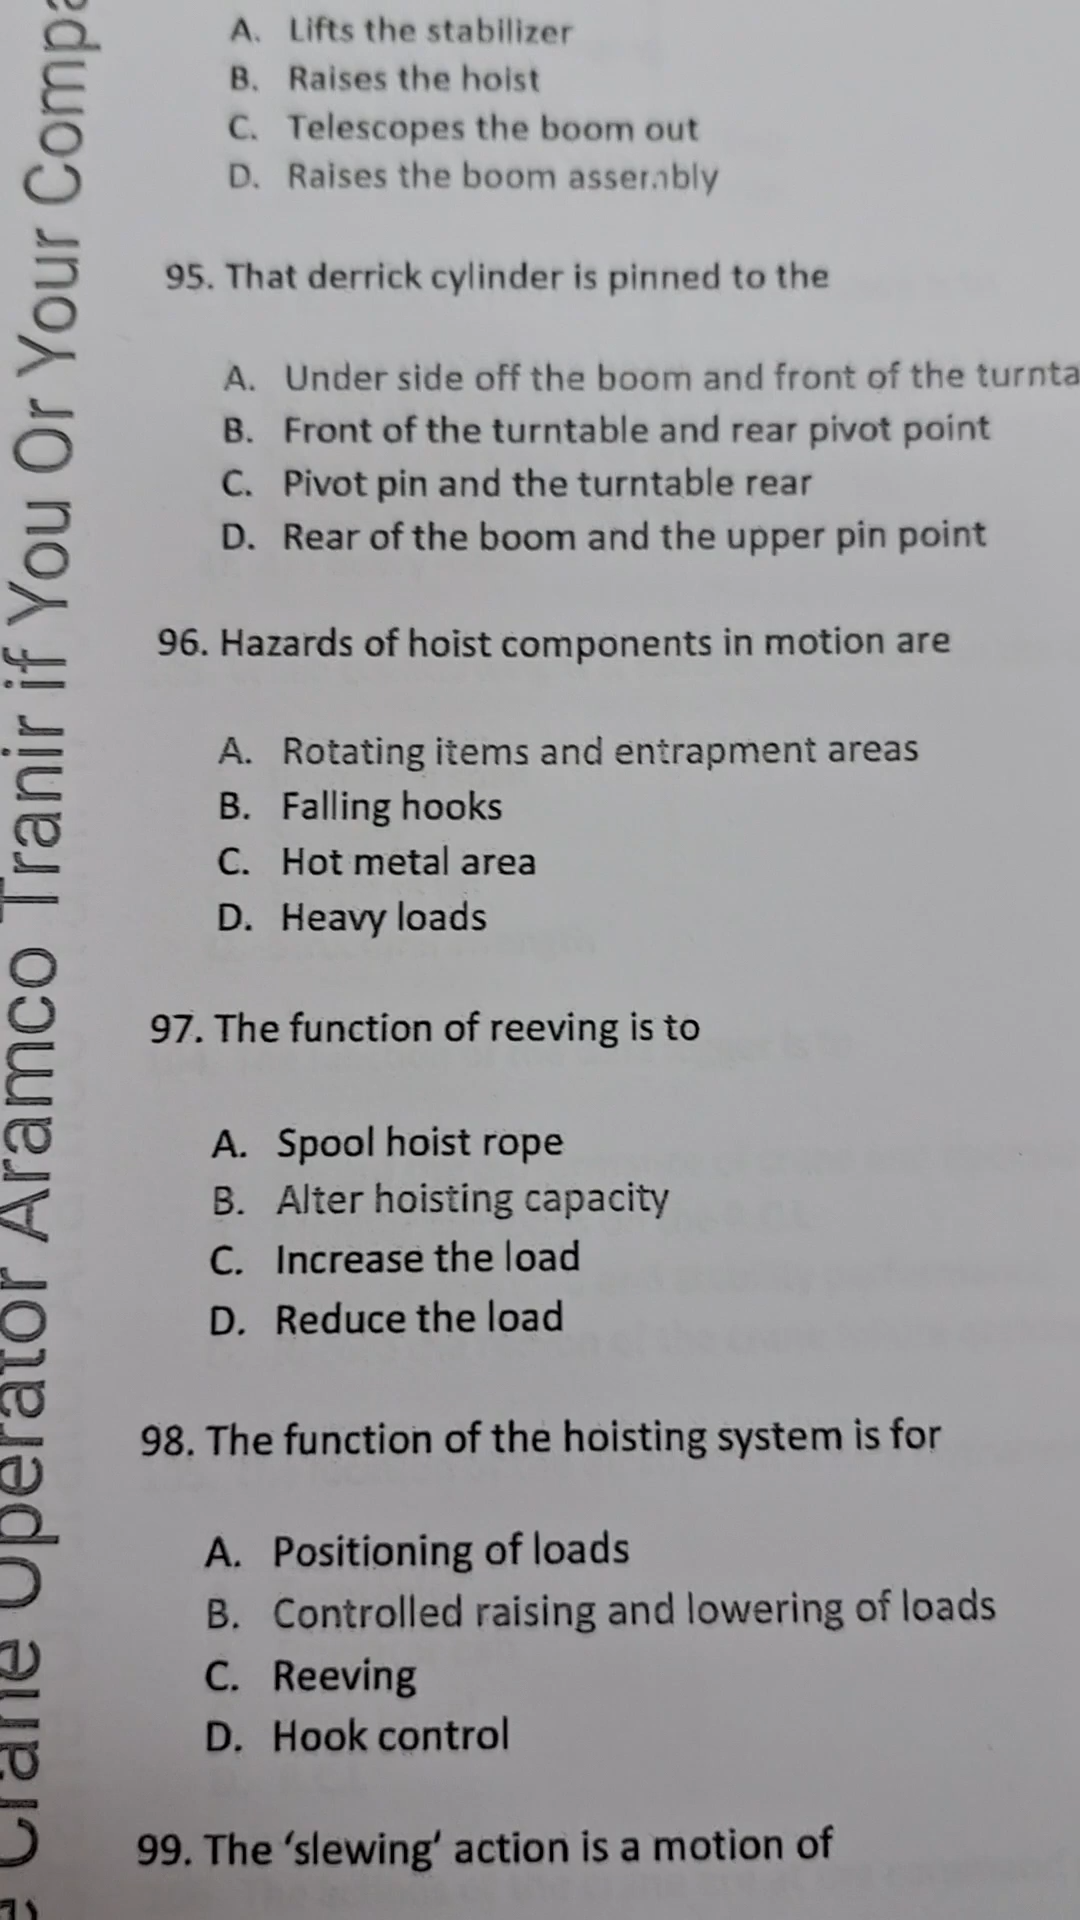 A. Lifts the stabilizer
B. Raises the hoist
C. Telescopes the boom out
D. Raises the boom assembly
95. That derrick cylinder is pinned to the
A. Under side off the boom and front of the
B. Front of the turntable and rear pivot point
C. Pivot pin and the turntable rear
D. Rear of the boom and the upper pin point
96. Hazards of hoist components in motion are
A. Rotating items and entrapment areas
B. Falling hooks
C. Hot metal area
D. Heavy loads
97. The function of reeving is to
A. Spool hoist rope
B. Alter hoisting capacity
C. Increase the load
D. Reduce the load
98. The function of the hoisting system is for
A. Positioning of loads
B. Controlled raising and lowering of loads
C. Reeving
D. Hook control
99. The ‘slewing’ action is a motion of
Crane Operator Aramco Tranir if You Or Your